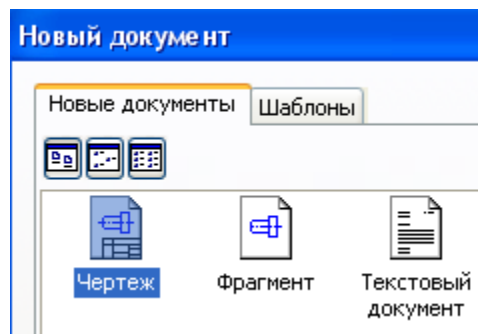 Новый документ
Новые документы Шаблоны
Чертеж Фрагмент Текстовый
документ